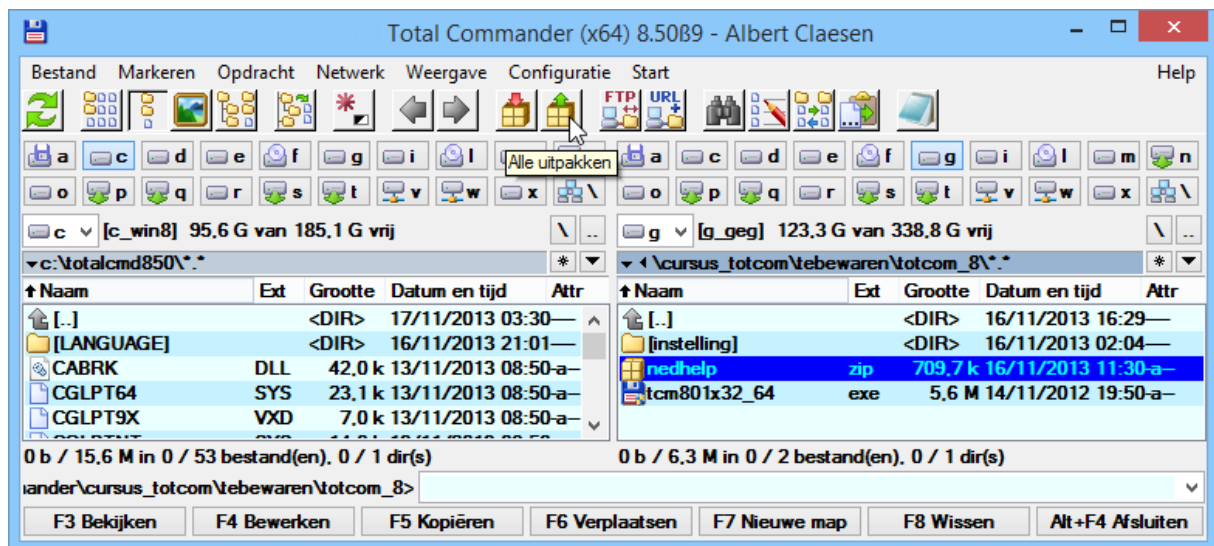 Total Commander (x64) 8.50ß9 - Albert Claesen
Bestand Markeren Opdracht Netwerk Weergave Configuratie Start Help
FTP URL
a c d e f g i l a c d e f g i l m n
Alle uitpakken
o p q r s t v w x \ o p q r s t v w x \
c [c_win8] 95,6 G van 185,1 G vrij \ .. g [g_geg] 123,3 G van 338,8 G vrij \ ..
c:\totalcmd850\*.* * \cursus_totcom\tebewaren\totcom_8\*.* *
Naam Ext Grootte Datum en tijd Attr Naam Ext Grootte Datum en tijd Attr
[..] <DIR> 17/11/2013 03:30---- [..] <DIR> 16/11/2013 16:29----
[LANGUAGE] <DIR> 16/11/2013 21:01---- [instelling] <DIR> 16/11/2013 02:04----
CABRK DLL 42,0 k 13/11/2013 08:50-a-- nedhelp zip 709,7 k 16/11/2013 11:30-a--
CGLPT64 SYS 23,1 k 13/11/2013 08:50-a-- tcm801x32_64 exe 5,6 M 14/11/2012 19:50-a--
CGLPT9X VXD 7,0 k 13/11/2013 08:50-a--
0 b / 15,6 M in 0 / 53 bestand(en), 0 / 1 dir(s) 0 b / 6,3 M in 0 / 2 bestand(en), 0 / 1 dir(s)
ander\cursus_totcom\tebewaren\totcom_8>
F3 Bekijken F4 Bewerken F5 Kopiëren F6 Verplaatsen F7 Nieuwe map F8 Wissen Alt+F4 Afsluiten